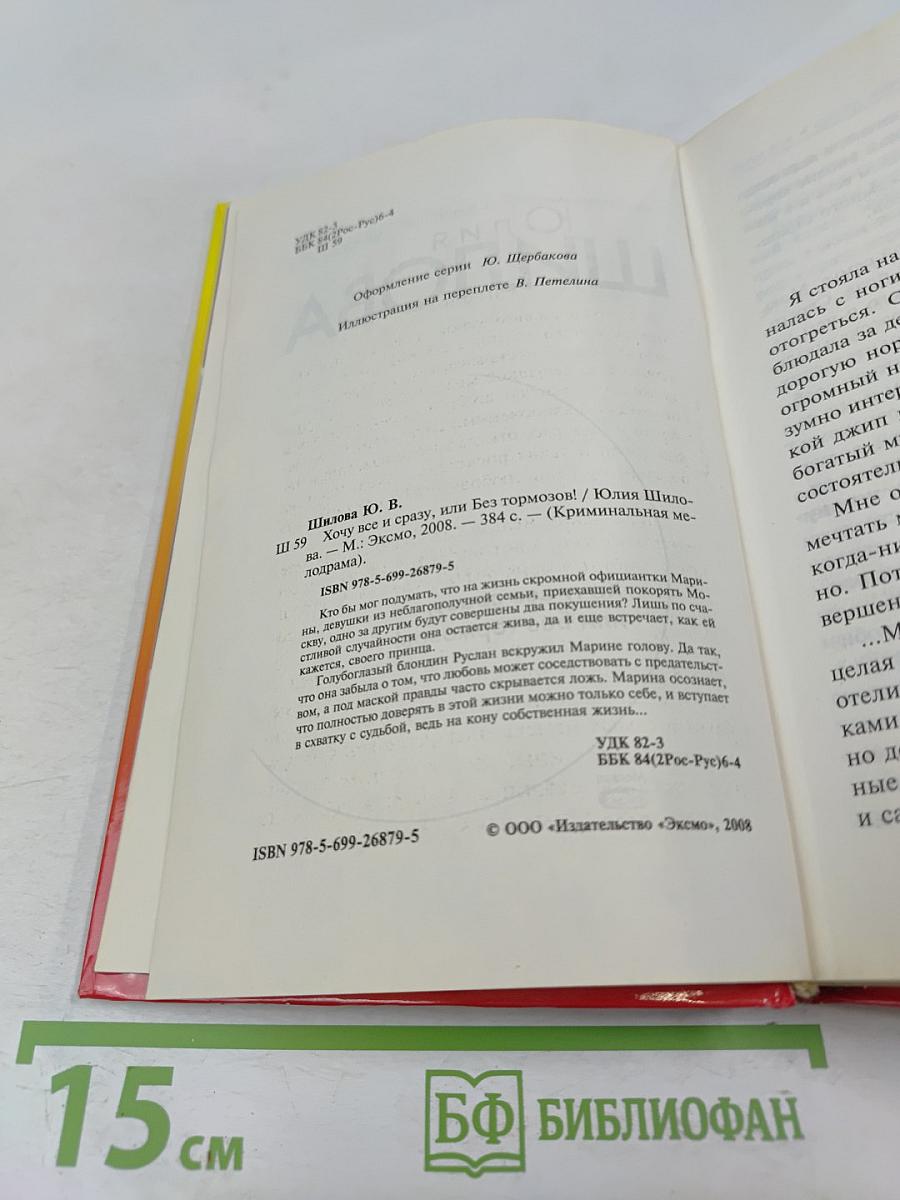 УДК 82-3
ББК 84(2Рос-Рус)6-4
Ш 59
Оформление серии Ю. Щербакова
Иллюстрация на переплете В. Петелина
Шилова Ю. В.
Ш 59 Хочу все и сразу, или Без тормозов! / Юлия Шило-
ва. — М.: Эксмо, 2008. — 384 с. — (Криминальная ме-
лодрама).
ISBN 978-5-699-26879-5
Кто бы мог подумать, что на жизнь скромной официантки Мари-
ны, девушки из неблагополучной семьи, приехавшей покорять Мо-
скву, одно за другим будут совершены два покушения? Лишь по сча-
стливой случайности она остается жива, да и еще встречает, как ей
кажется, своего принца.
Голубоглазый блондин Руслан вскружил Марине голову. Да так,
что она забыла о том, что любовь может соседствовать с предательст-
вом, а под маской правды часто скрывается ложь. Марина осознает,
что полностью доверять в этой жизни можно только себе, и вступает
в схватку с судьбой, ведь на кону собственная жизнь...
УДК 82-3
ББК 84(2Рос-Рус)6-4
ISBN 978-5-699-26879-5
© ООО «Издательство «Эксмо», 2008
Я стояла на
налась с ноги
отогреться. С
блюдала за де
дорогую нор
огромный н
зумно интер
кой джип
богатый м
состоятель
Мне о
мечтать
когда-ни
но. Пот
вершен
...М
целая
отели
ками
но д
ные
и са
15 см
БФ БИБЛИОФАН